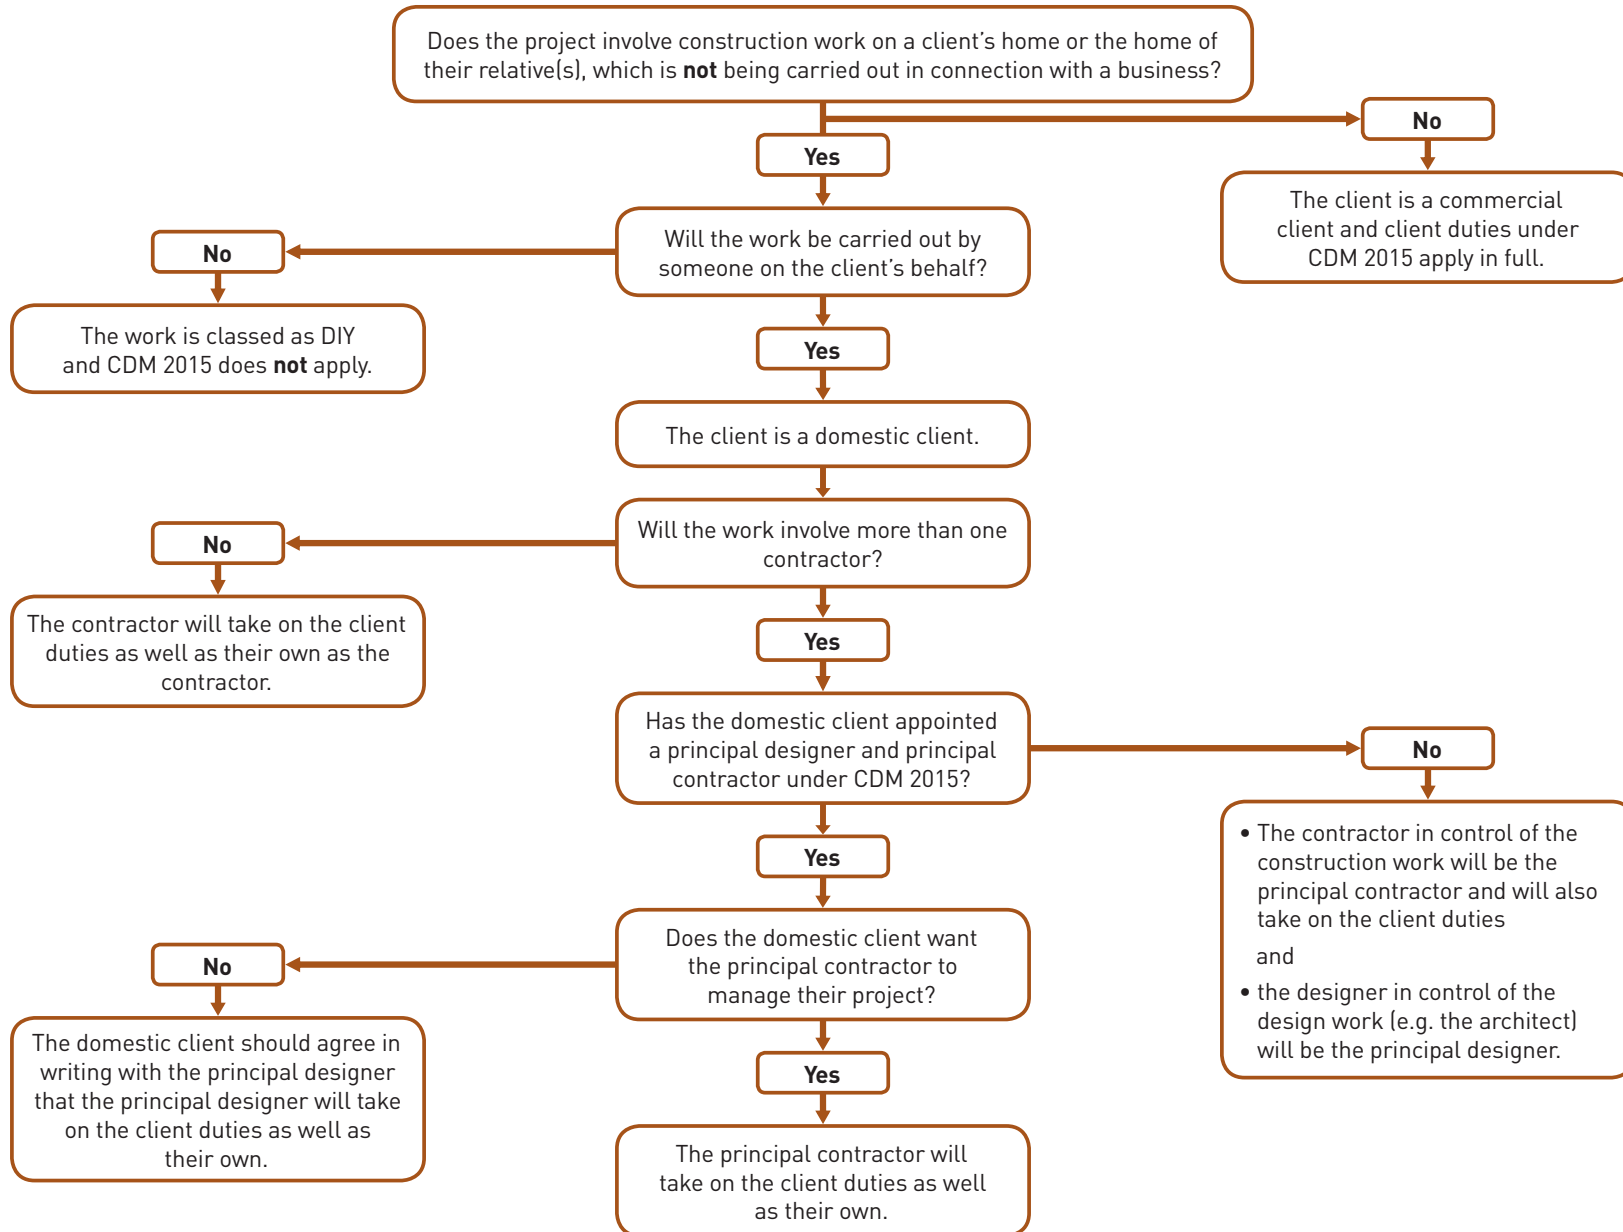 Does the project involve construction work on a client’s home or the home of
their relative(s), which is not being carried out in connection with a business?
No
Yes
The client is a commercial
client and client duties under
CDM 2015 apply in full.
Will the work be carried out by
someone on the client’s behalf?
No
The work is classed as DIY
and CDM 2015 does not apply.
Yes
The client is a domestic client.
Will the work involve more than one
contractor?
No
The contractor will take on the client
duties as well as their own as the
contractor.
Yes
Has the domestic client appointed
a principal designer and principal
contractor under CDM 2015?
No
• The contractor in control of the
construction work will be the
principal contractor and will also
take on the client duties
and
• the designer in control of the
design work (e.g. the architect)
will be the principal designer.
Yes
Does the domestic client want
the principal contractor to
manage their project?
No
The domestic client should agree in
writing with the principal designer
that the principal designer will take
on the client duties as well as
their own.
Yes
The principal contractor will
take on the client duties as well
as their own.